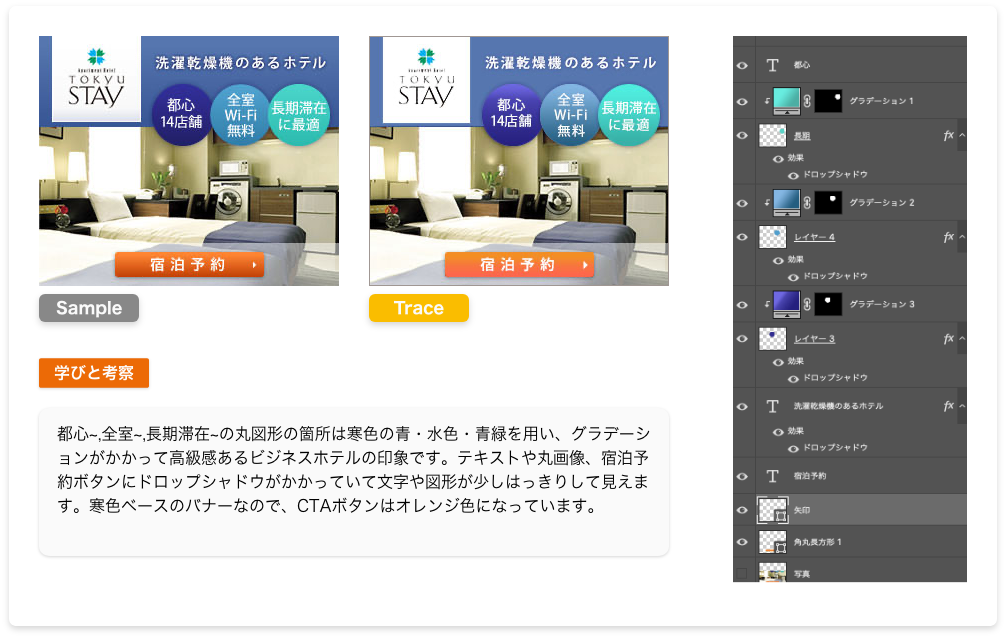 Apartment Hotel
TOKYU
STAY
洗濯乾燥機のあるホテル
都心
14店舗
全室
Wi-Fi
無料
長期滞在
に最適
宿泊予約
Sample
Apartment Hotel
TOKYU
STAY
洗濯乾燥機のあるホテル
都心
14店舗
全室
Wi-Fi
無料
長期滞在
に最適
宿泊予約
Trace
学びと考察
都心~,全室~,長期滞在~の丸図形の箇所は寒色の青・水色・青緑を用い、グラデーシ
ョンがかかって高級感あるビジネスホテルの印象です。テキストや丸画像、宿泊予
約ボタンにドロップシャドウがかかっていて文字や図形が少しはっきりして見えま
す。寒色ベースのバナーなので、CTAボタンはオレンジ色になっています。
T 都心
グラデーション 1
長期 fx
効果
ドロップシャドウ
グラデーション 2
レイヤー 4 fx
効果
ドロップシャドウ
グラデーション 3
レイヤー 3 fx
効果
ドロップシャドウ
T 洗濯乾燥機のあるホテル fx
効果
ドロップシャドウ
T 宿泊予約
矢印
角丸長方形 1
写真